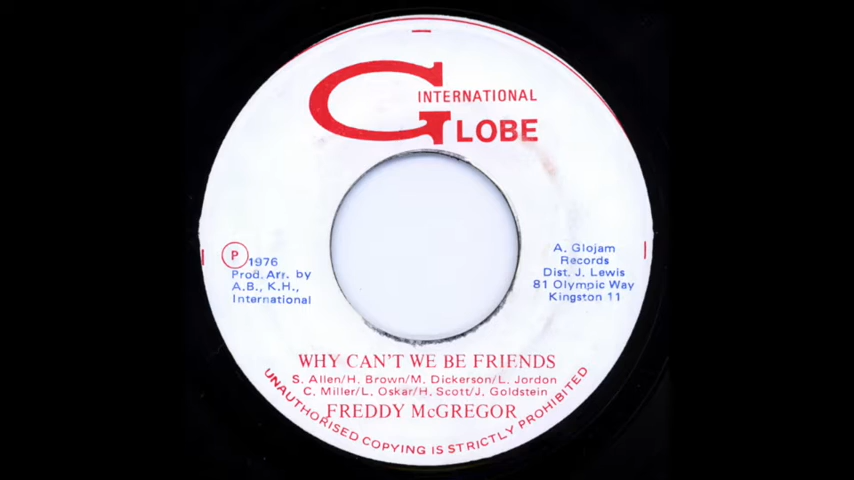 INTERNATIONAL
GLOBE
P 1976
Prod. Arr. by
A.B., K.H.,
International
A. Glojam
Records
Dist. J. Lewis
81 Olympic Way
Kingston 11
WHY CAN'T WE BE FRIENDS
S. Allen/H. Brown/M. Dickerson/L. Jordon
C. Miller/L. Oskar/H. Scott/J. Goldstein
FREDDY McGREGOR
UNAUTHORISED COPYING IS STRICTLY PROHIBITED